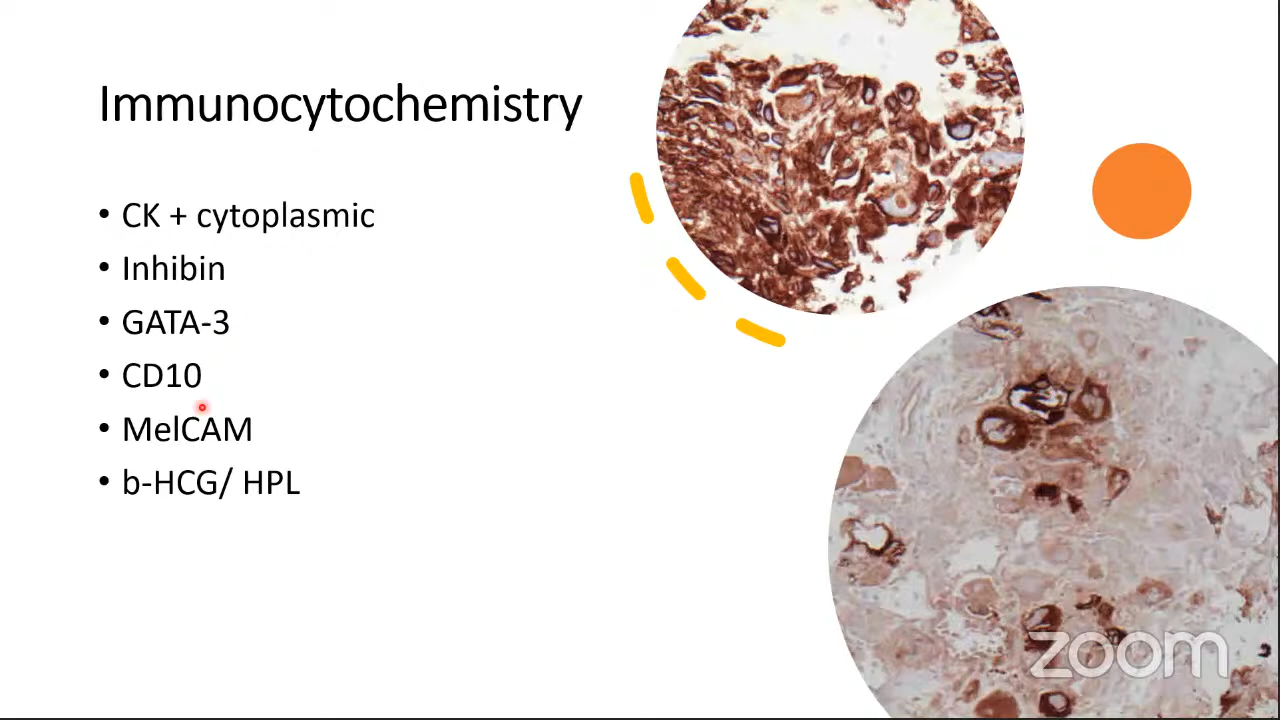 Immunocytochemistry
• CK + cytoplasmic
• Inhibin
• GATA-3
• CD10
• MelCAM
• b-HCG/ HPL
zoom